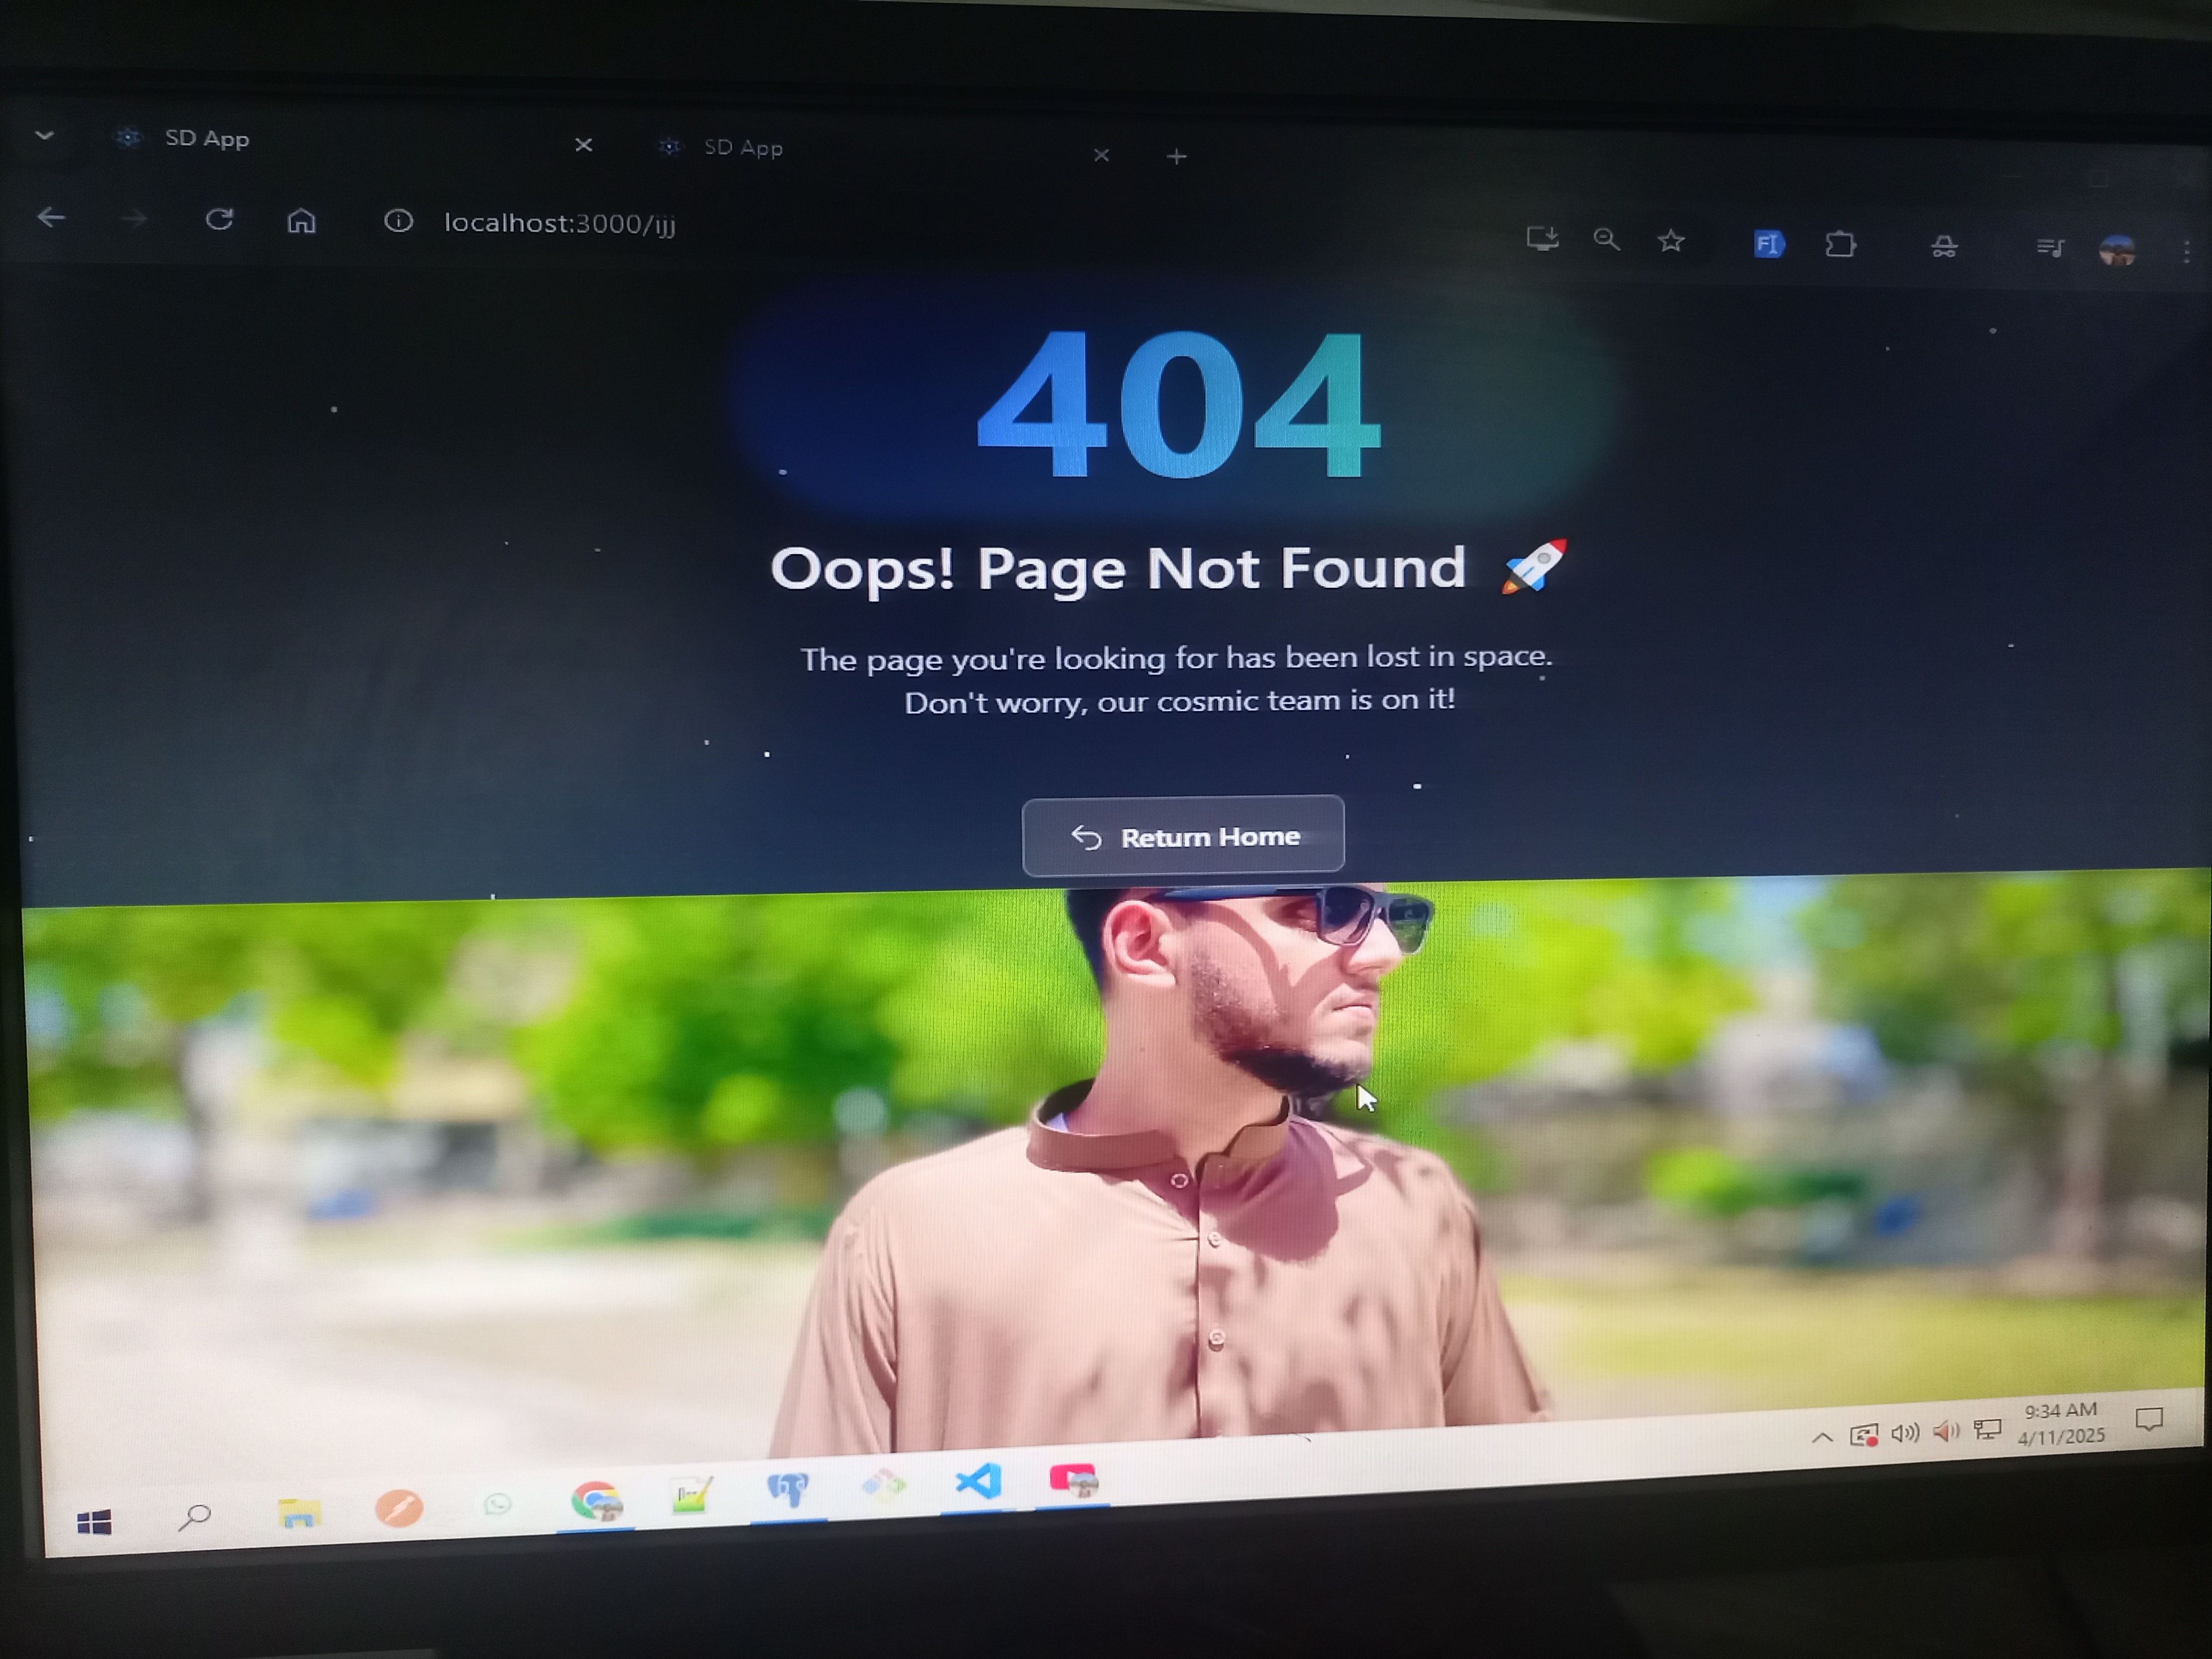 SD App
SD App
localhost:3000/ijj
FI
404
Oops! Page Not Found 🚀
The page you're looking for has been lost in space.
Don't worry, our cosmic team is on it!
Return Home
9:34 AM
4/11/2025